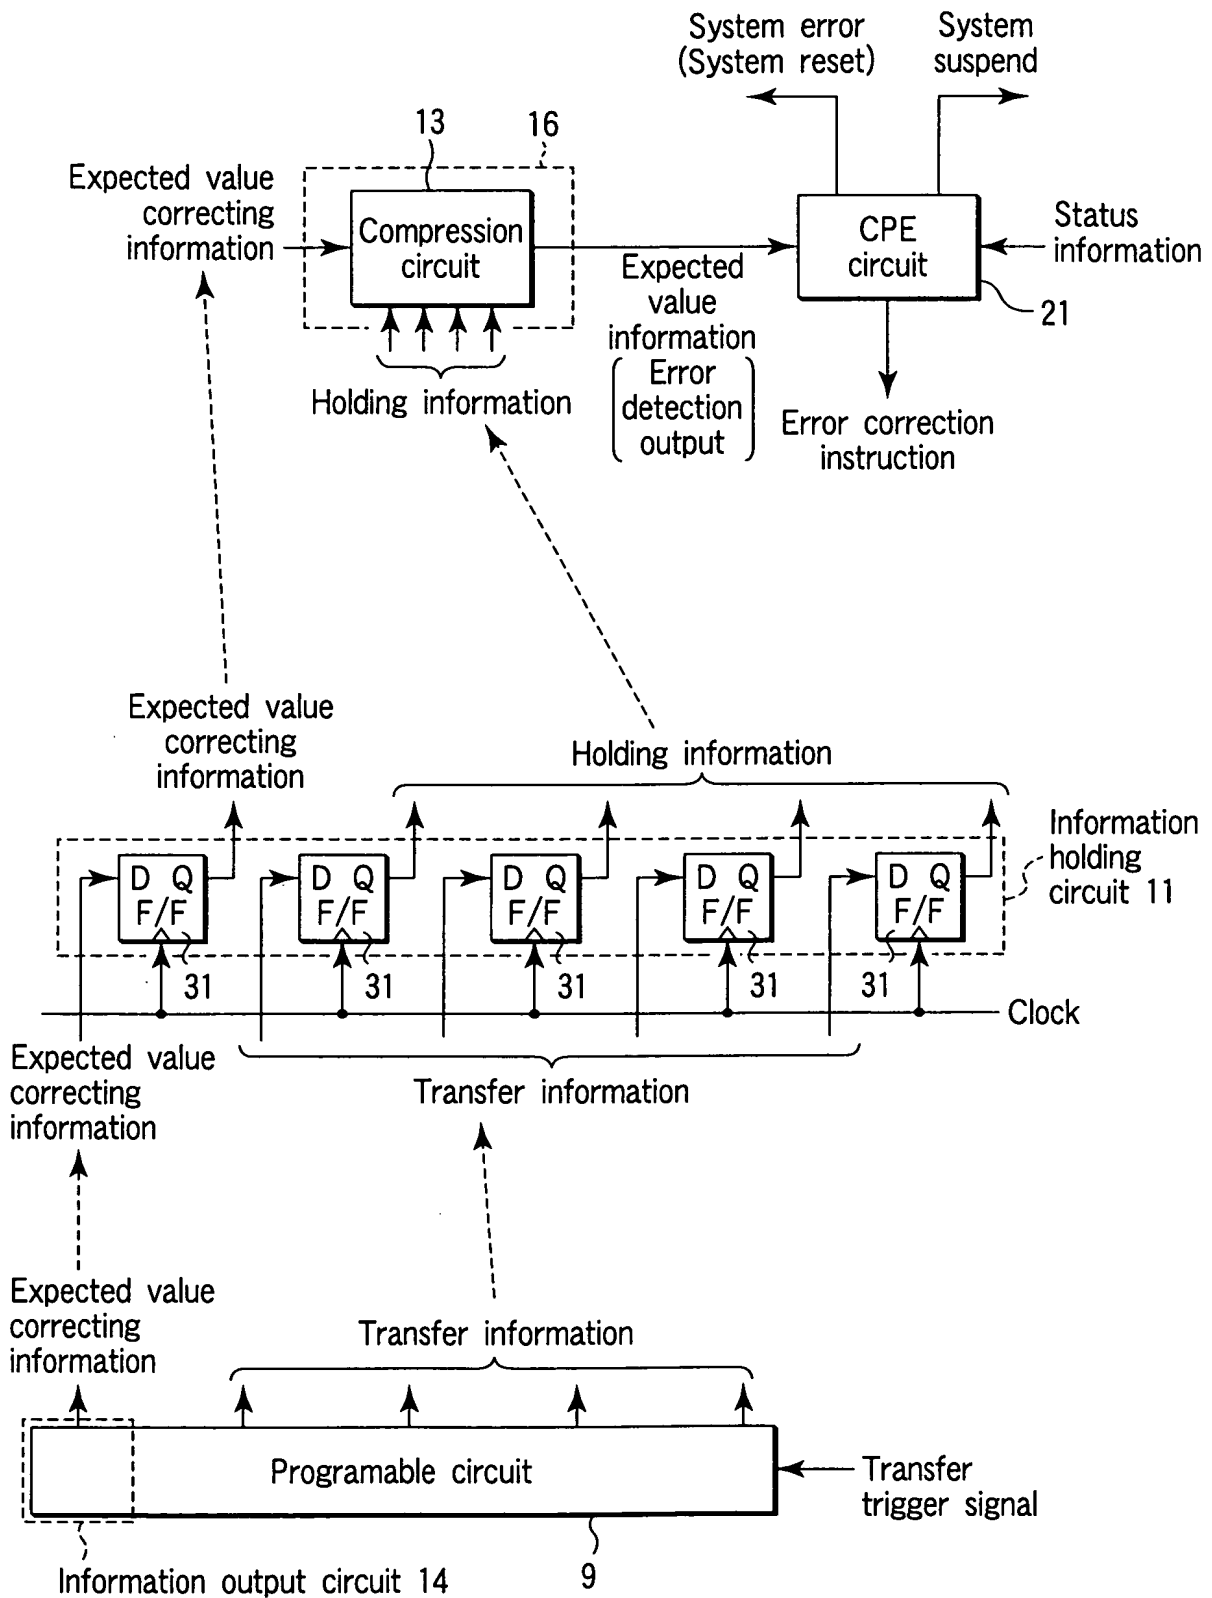 System error
(System reset)
System
suspend
13
16
Expected value
correcting
information
Compression
circuit
CPE
circuit
Status
information
21
Expected
value
information
Error
detection
output
Holding information
Error correction
instruction
Expected value
correcting
information
Holding information
Information
holding
circuit 11
D Q
F/F
D Q
F/F
D Q
F/F
D Q
F/F
D Q
F/F
31
31
31
31
31
Clock
Expected value
correcting
information
Transfer information
Expected value
correcting
information
Transfer information
Programable circuit
Transfer
trigger signal
Information output circuit 14
9